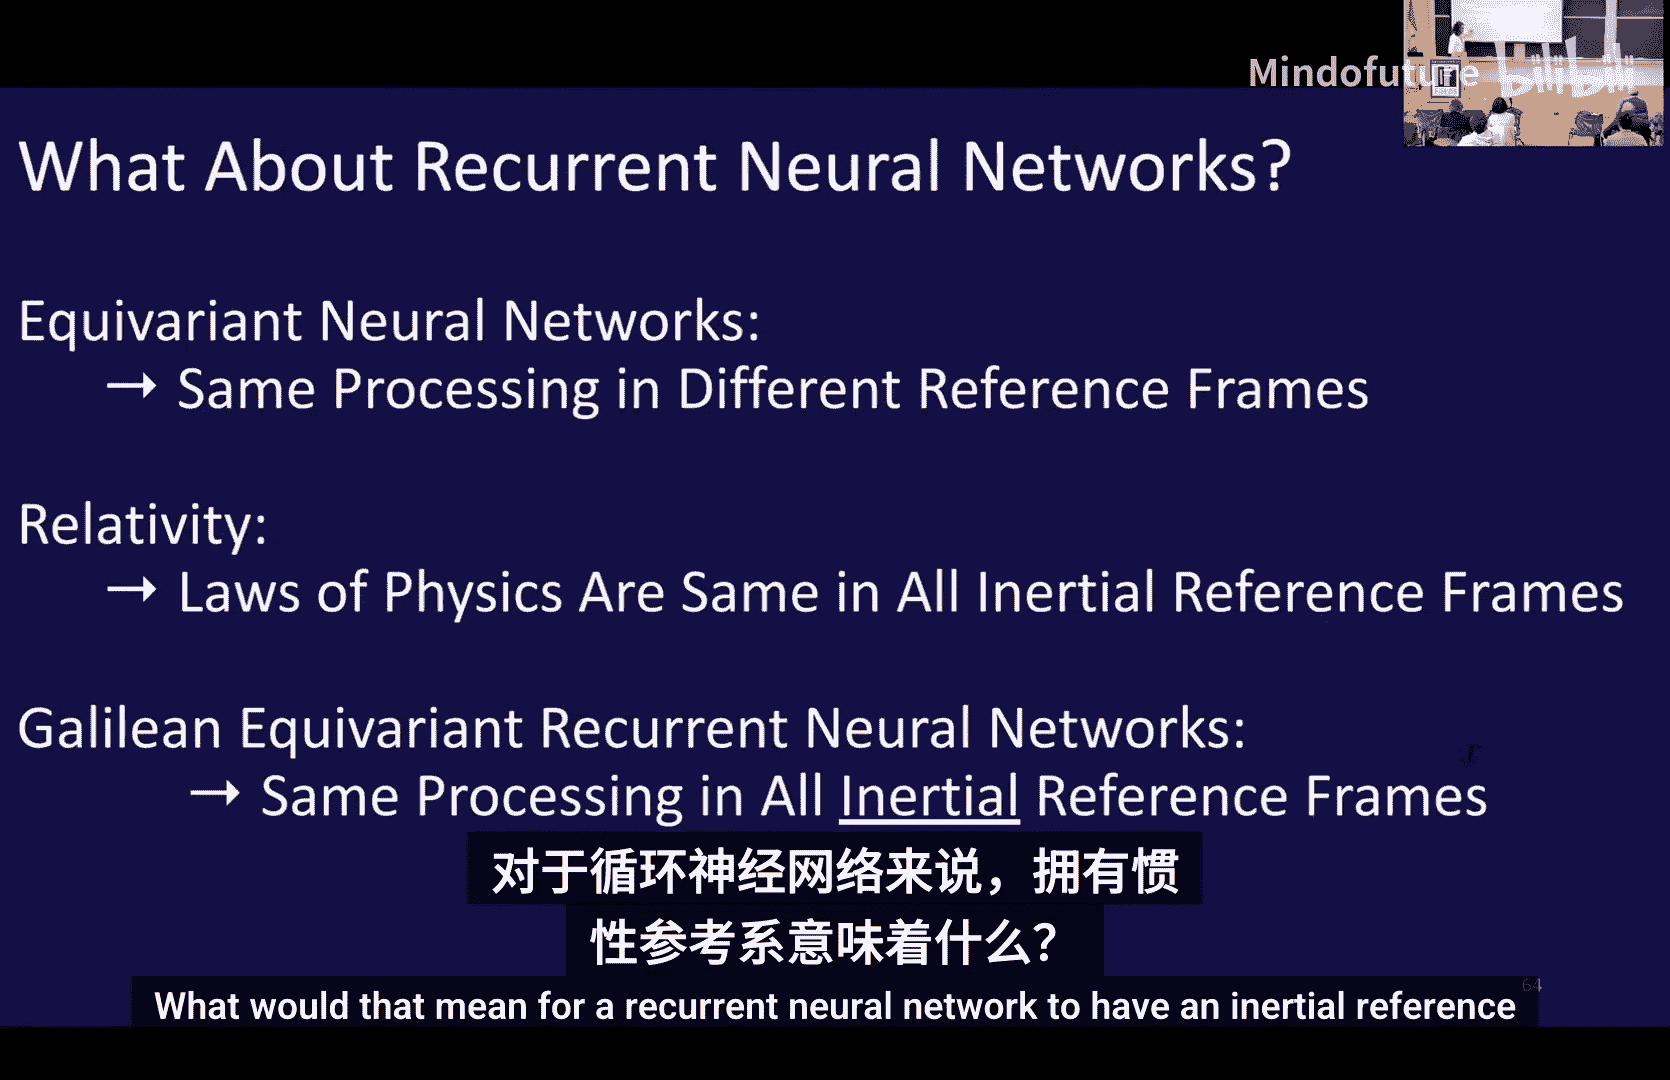 Mindofuture
bilibili
What About Recurrent Neural Networks?
Equivariant Neural Networks:
→ Same Processing in Different Reference Frames
Relativity:
→ Laws of Physics Are Same in All Inertial Reference Frames
Galilean Equivariant Recurrent Neural Networks:
→ Same Processing in All Inertial Reference Frames
对于循环神经网络来说，拥有惯
性参考系意味着什么？
64
What would that mean for a recurrent neural network to have an inertial reference